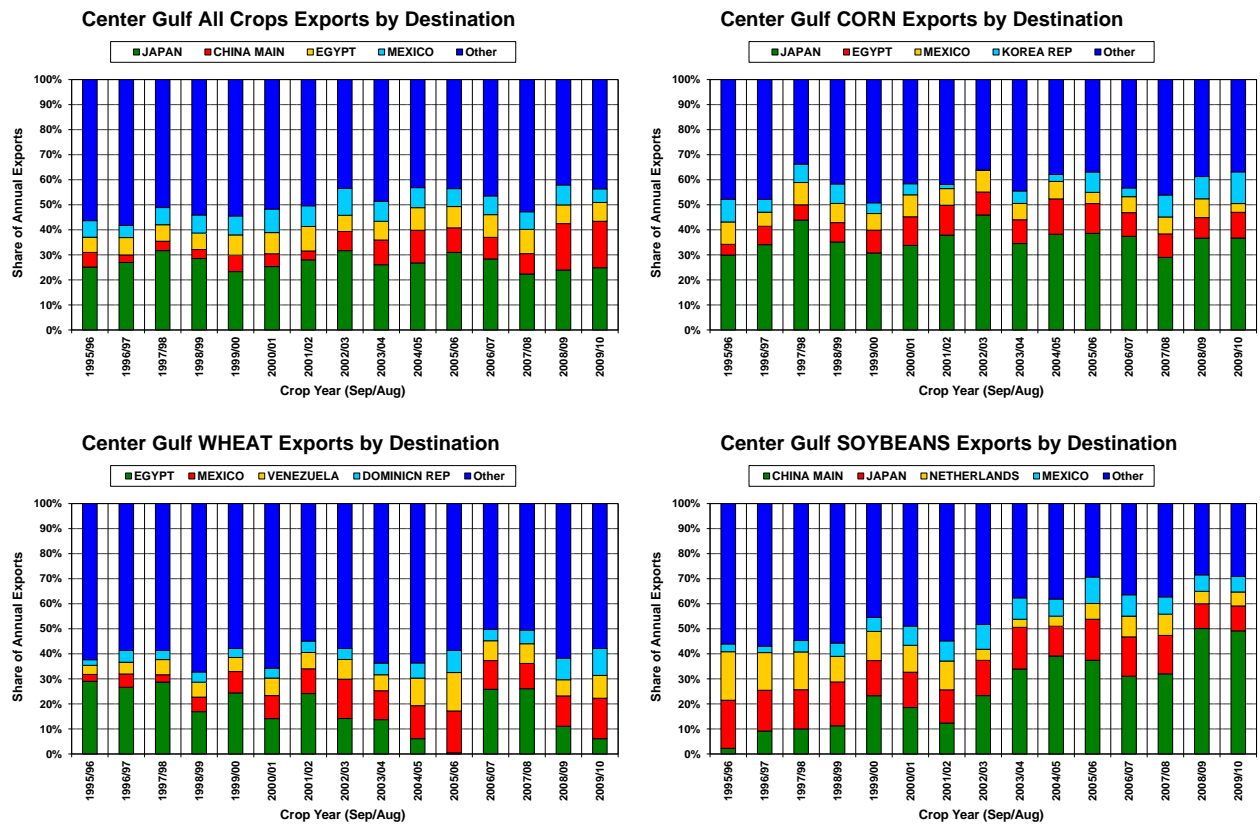 Center Gulf All Crops Exports by Destination
JAPAN CHINA MAIN EGYPT MEXICO Other
100%
90%
80%
70%
60%
50%
40%
30%
20%
10%
0%
Share of Annual Exports
1995/96 1996/97 1997/98 1998/99 1999/00 2000/01 2001/02 2002/03 2003/04 2004/05 2005/06 2006/07 2007/08 2008/09 2009/10
Crop Year (Sep/Aug)
Center Gulf CORN Exports by Destination
JAPAN EGYPT MEXICO KOREA REP Other
100%
90%
80%
70%
60%
50%
40%
30%
20%
10%
0%
Share of Annual Exports
1995/96 1996/97 1997/98 1998/99 1999/00 2000/01 2001/02 2002/03 2003/04 2004/05 2005/06 2006/07 2007/08 2008/09 2009/10
Crop Year (Sep/Aug)
Center Gulf WHEAT Exports by Destination
EGYPT MEXICO VENEZUELA DOMINICN REP Other
100%
90%
80%
70%
60%
50%
40%
30%
20%
10%
0%
Share of Annual Exports
1995/96 1996/97 1997/98 1998/99 1999/00 2000/01 2001/02 2002/03 2003/04 2004/05 2005/06 2006/07 2007/08 2008/09 2009/10
Crop Year (Sep/Aug)
Center Gulf SOYBEANS Exports by Destination
CHINA MAIN JAPAN NETHERLANDS MEXICO Other
100%
90%
80%
70%
60%
50%
40%
30%
20%
10%
0%
Share of Annual Exports
1995/96 1996/97 1997/98 1998/99 1999/00 2000/01 2001/02 2002/03 2003/04 2004/05 2005/06 2006/07 2007/08 2008/09 2009/10
Crop Year (Sep/Aug)